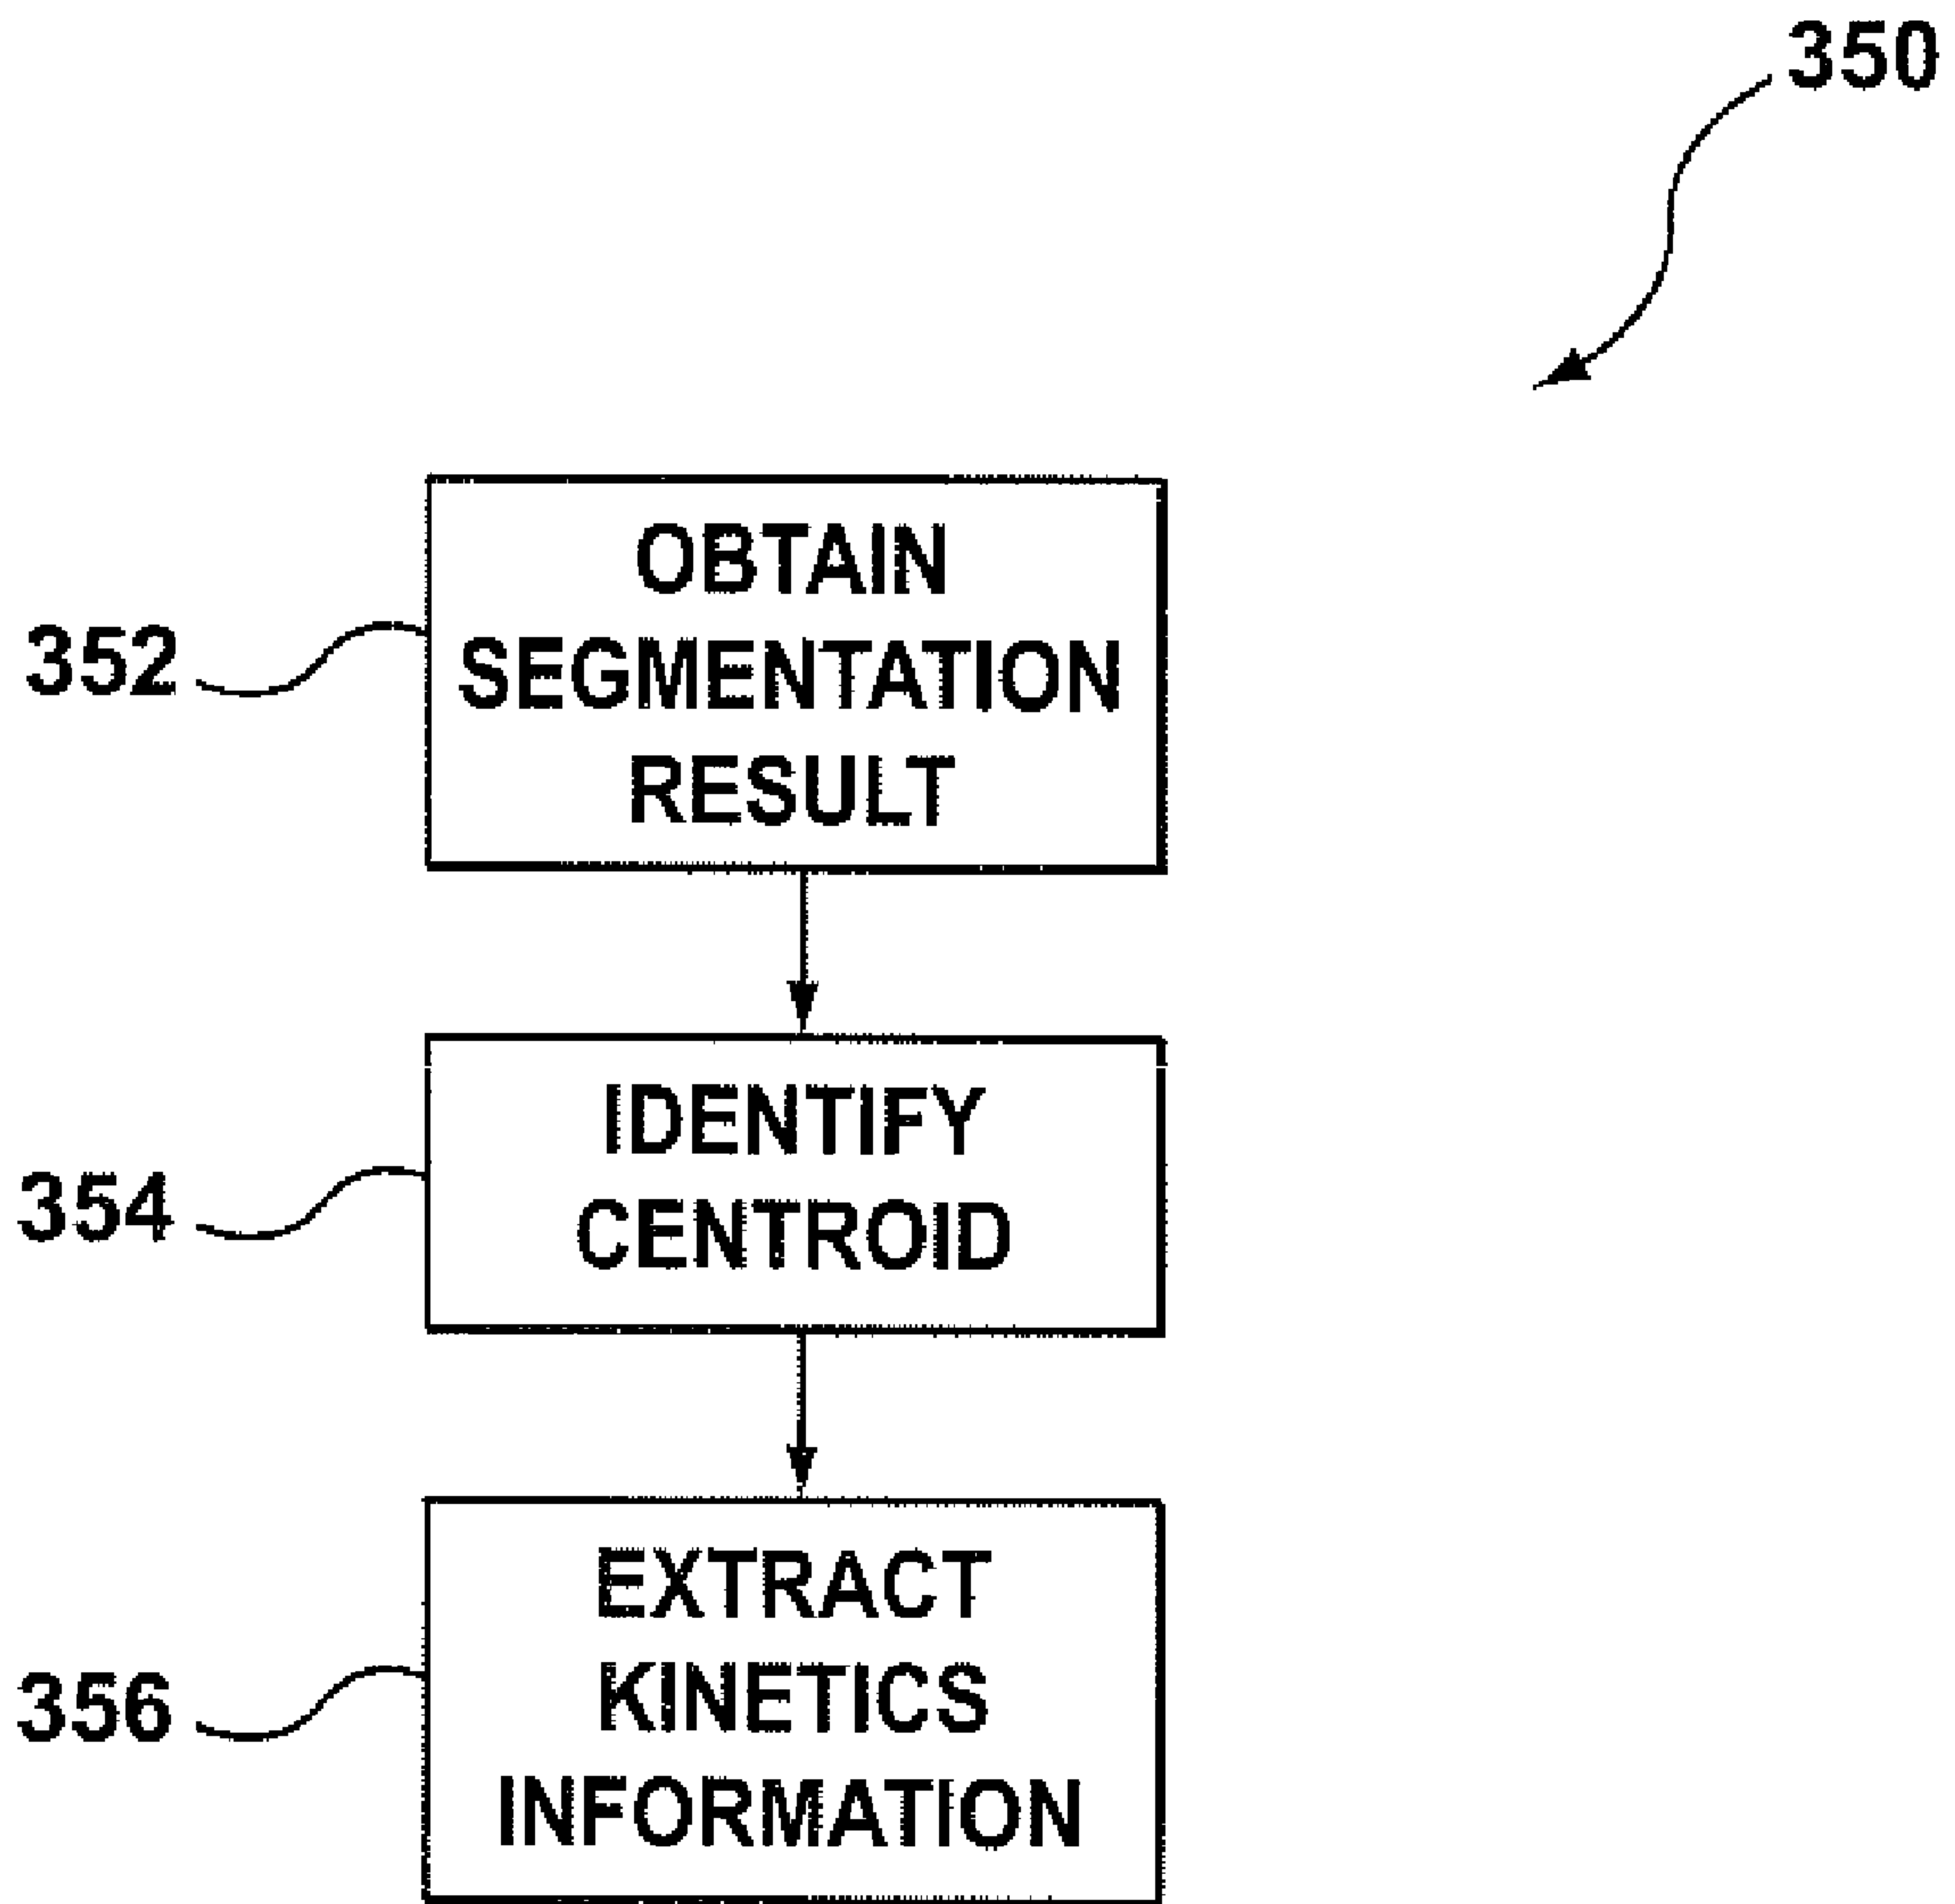 350
OBTAIN
SEGMENTATION
RESULT
352
IDENTIFY
CENTROID
354
EXTRACT
KINETICS
INFORMATION
356